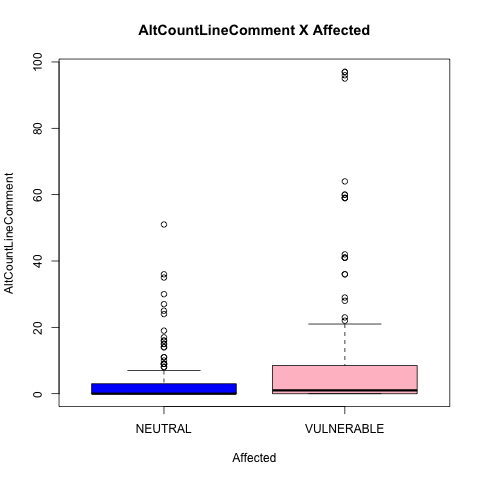 AltCountLineComment X Affected
AltCountLineComment
100
80
60
40
20
0
NEUTRAL
VULNERABLE
Affected